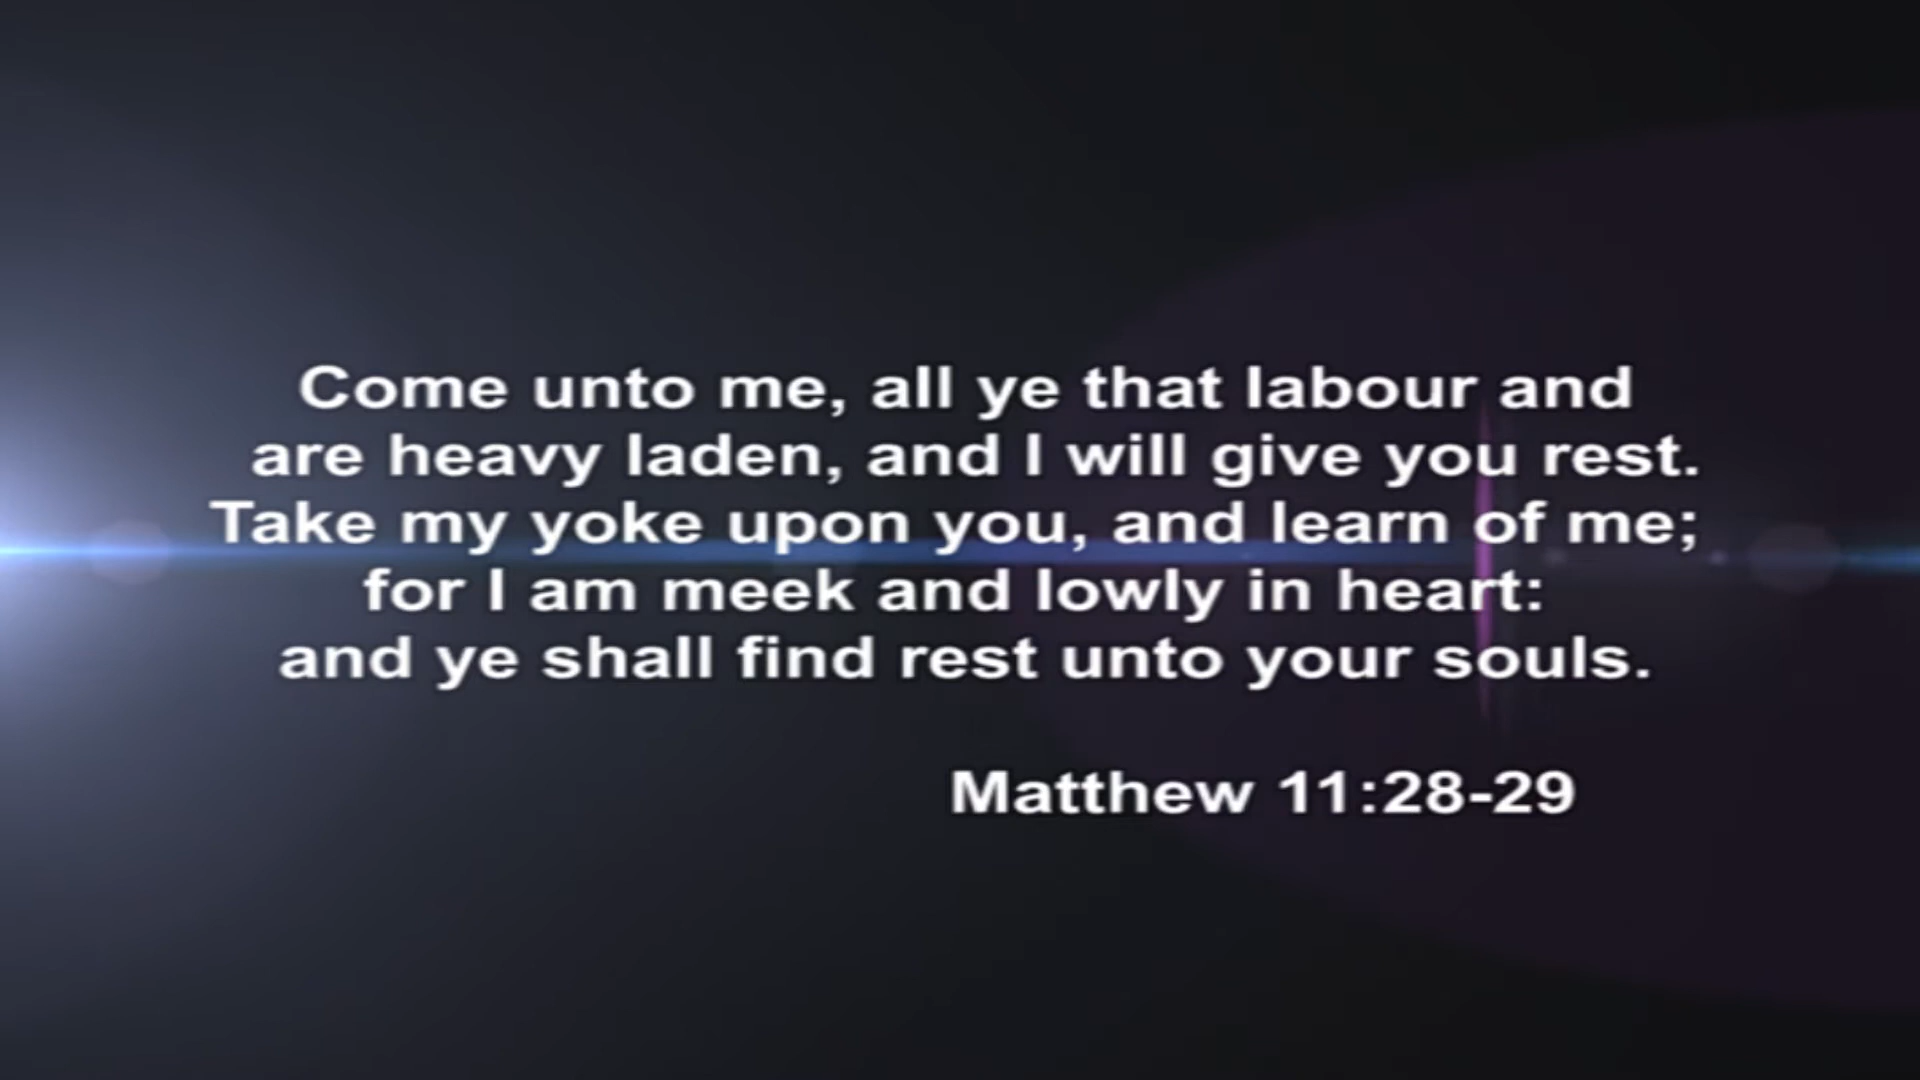 Come unto me, all ye that labour and
are heavy laden, and I will give you rest.
Take my yoke upon you, and learn of me;
for I am meek and lowly in heart:
and ye shall find rest unto your souls.
Matthew 11:28-29